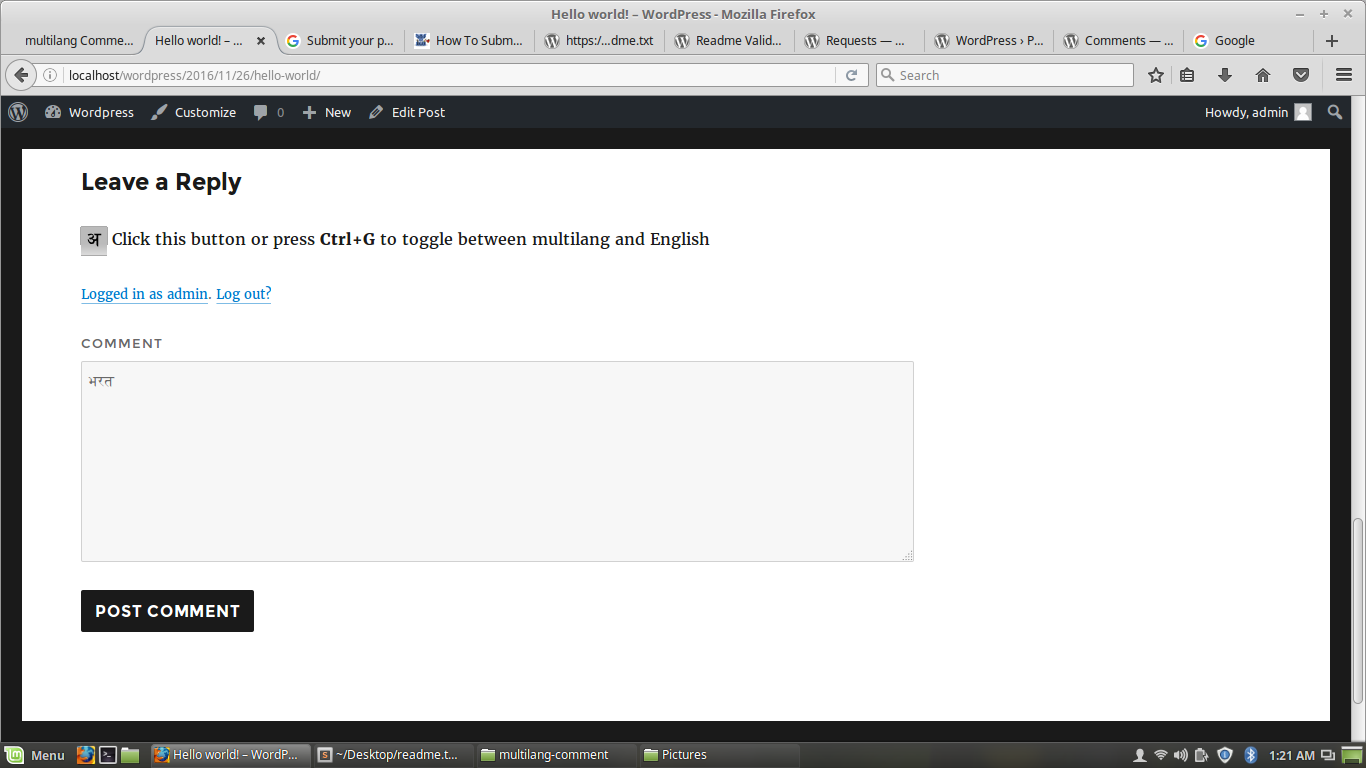 Hello world! – WordPress - Mozilla Firefox
multilang Comme... Hello world! – ... Submit your p... How To Subm... https:/...dme.txt Readme Valid... Requests — ... WordPress › P... Comments — ... Google
localhost/wordpress/2016/11/26/hello-world/ Search
Wordpress Customize 0 New Edit Post Howdy, admin
Leave a Reply
अ Click this button or press Ctrl+G to toggle between multilang and English
Logged in as admin. Log out?
COMMENT
भरत
POST COMMENT
Menu Hello world! – WordP... ~/Desktop/readme.t... multilang-comment Pictures 1:21 AM